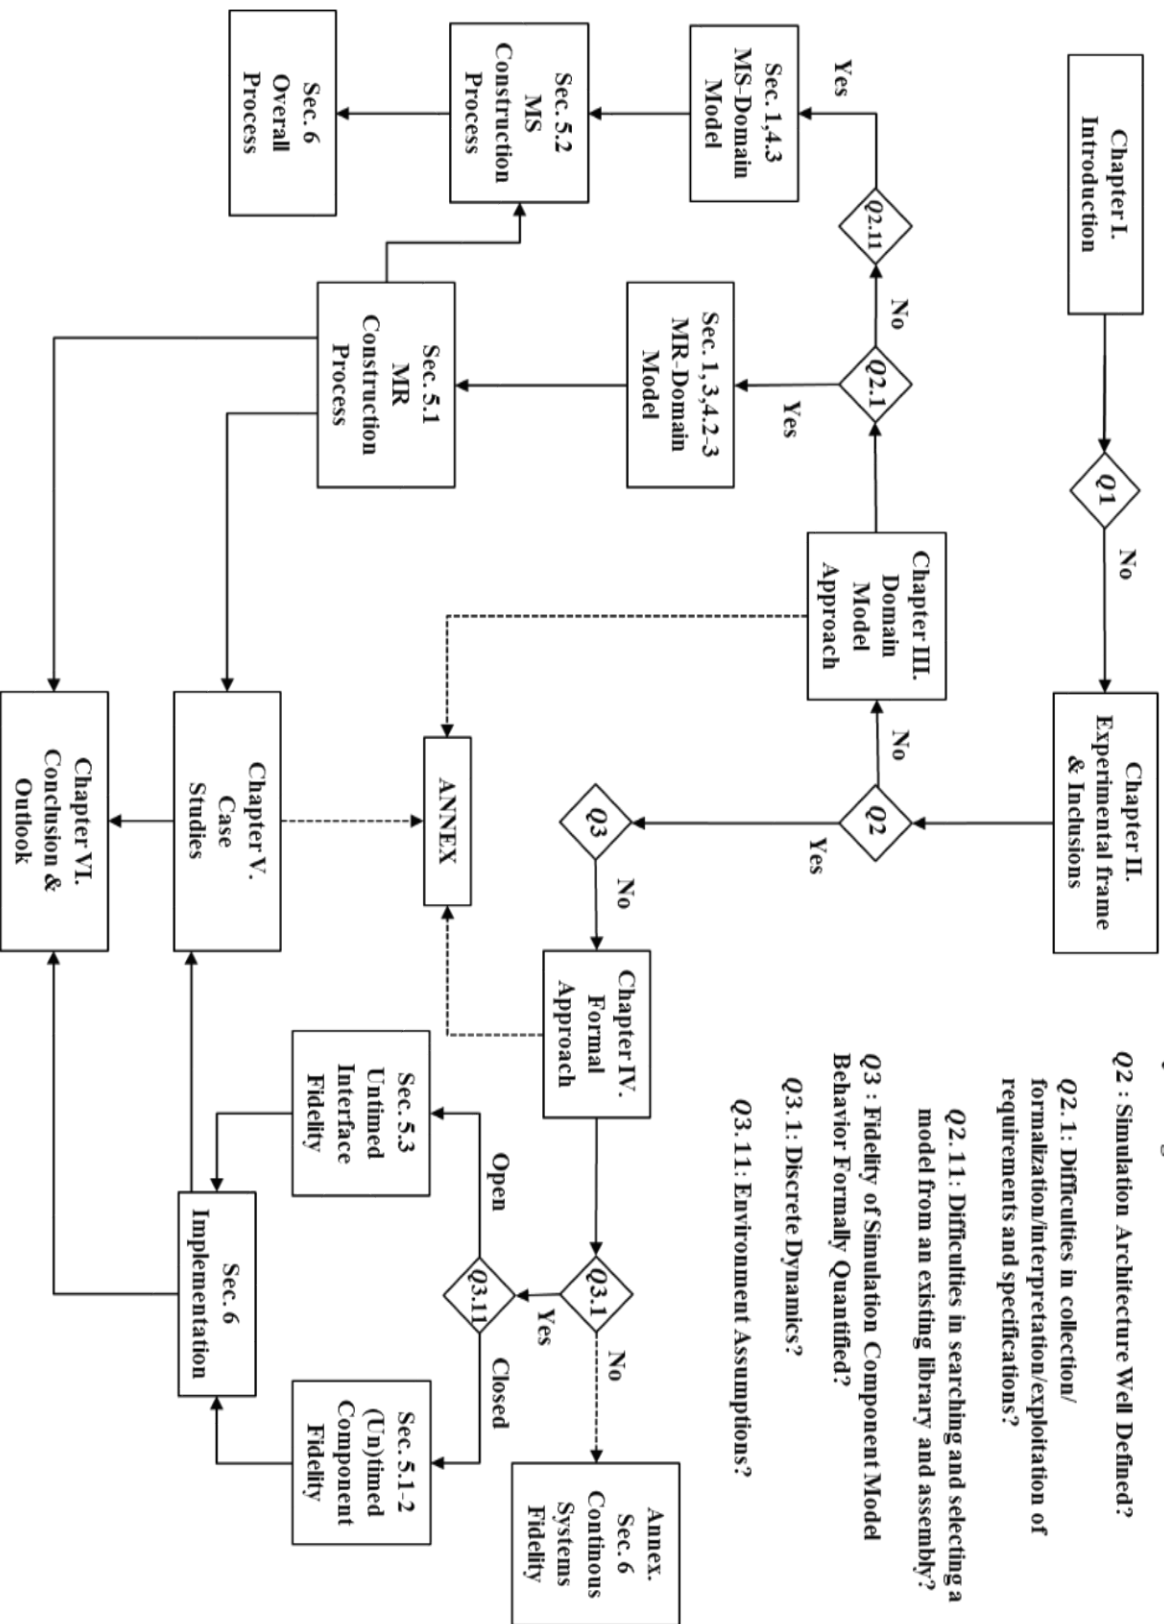 Chapter I.
Introduction
Q1
No
Chapter II.
Experimental frame
& Inclusions
Q2 : Simulation Architecture Well Defined?
Q2.1: Difficulties in collection/
formalization/interpretation/exploitation of
requirements and specifications?
Q2.11: Difficulties in searching and selecting a
model from an existing library and assembly?
Q3 : Fidelity of Simulation Component Model
Behavior Formally Quantified?
Q3.1: Discrete Dynamics?
Q3.11: Environment Assumptions?
Q2
No
Yes
Chapter III.
Domain
Model
Approach
Q2.1
No
Yes
Q2.11
Yes
Sec. 1,4.3
MS-Domain
Model
Sec. 1,3,4.2-3
MR-Domain
Model
Sec. 5.2
MS
Construction
Process
Sec. 5.1
MR
Construction
Process
Sec. 6
Overall
Process
Q3
No
Chapter IV.
Formal
Approach
Q3.1
No
Yes
Annex.
Sec. 6
Continous
Systems
Fidelity
Q3.11
Open
Closed
Sec. 5.3
Untimed
Interface
Fidelity
Sec. 5.1-2
(Un)timed
Component
Fidelity
Sec. 6
Implementation
ANNEX
Chapter V.
Case
Studies
Chapter VI.
Conclusion &
Outlook